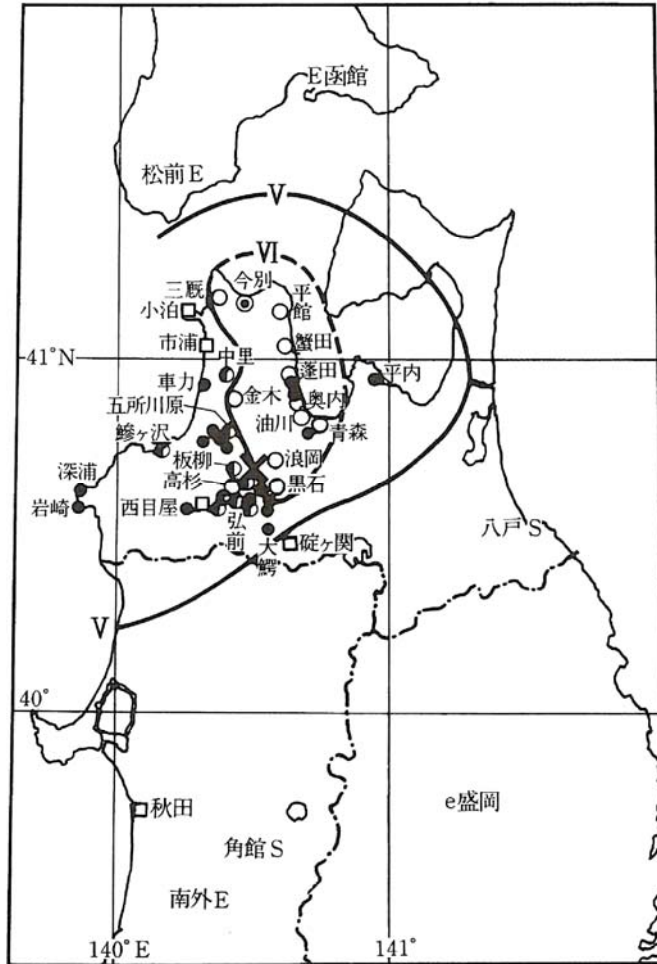 E函館
松前E
V
VI
三厩
今別
平館
小泊
市浦
蟹田
41°N
中里
蓬田
平内
車力
金木
奥内
五所川原
油川
青森
鰺ヶ沢
板柳
浪岡
深浦
高杉
黒石
岩崎
西目屋
弘前
大鰐
碇ヶ関
八戸S
V
40°
秋田
e盛岡
角館S
南外E
140°E
141°